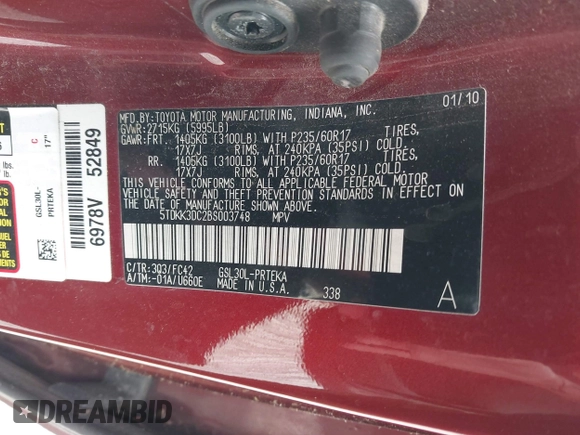 MFD.BY:TOYOTA MOTOR MANUFACTURING, INDIANA, INC. 01/10
GVWR:2715KG (5995LB)
GAWR:FRT. 1405KG (3100LB) WITH P235/60R17 TIRES,
17X7J RIMS, AT 240KPA (35PSI) COLD.
RR. 1405KG (3100LB) WITH P235/60R17 TIRES,
17X7J RIMS, AT 240KPA (35PSI) COLD.
THIS VEHICLE CONFORMS TO ALL APPLICABLE FEDERAL MOTOR
VEHICLE SAFETY AND THEFT PREVENTION STANDARDS IN EFFECT ON
THE DATE OF MANUFACTURE SHOWN ABOVE.
5TDKK3DC2BS003748 MPV
C/TR:3Q3/FC42 GSL30L-PRTEKA
A/TM:-01A/U660E MADE IN U.S.A. 338 A
C
17"
GSL30L-
PRTEKA
6978V 52849
lbs.
DREAMBID